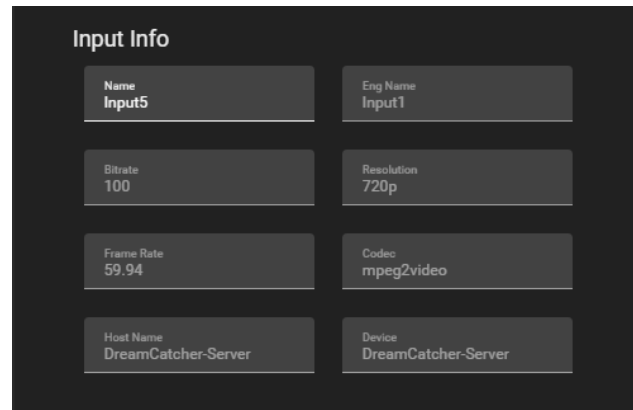 Input Info
Name
Input5
Eng Name
Input1
Bitrate
100
Resolution
720p
Frame Rate
59.94
Codec
mpeg2video
Host Name
DreamCatcher-Server
Device
DreamCatcher-Server